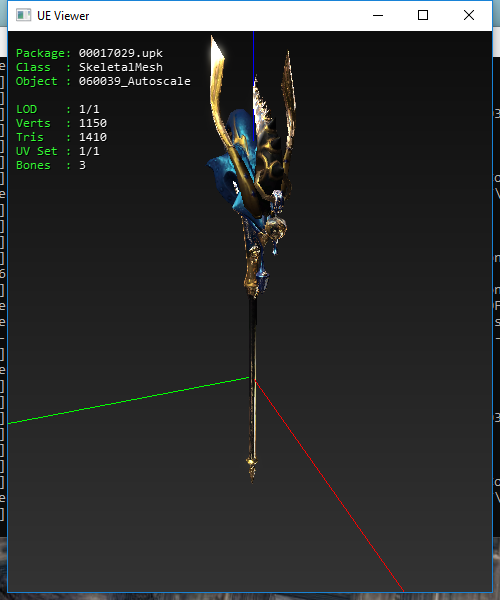 UE Viewer
Package: 00017029.upk
Class : SkeletalMesh
Object : 060039_Autoscale
LOD : 1/1
Verts : 1150
Tris : 1410
UV Set : 1/1
Bones : 3